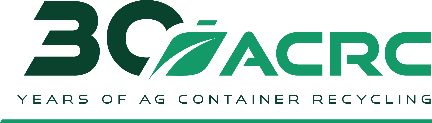 30 ACRC
YEARS OF AG CONTAINER RECYCLING